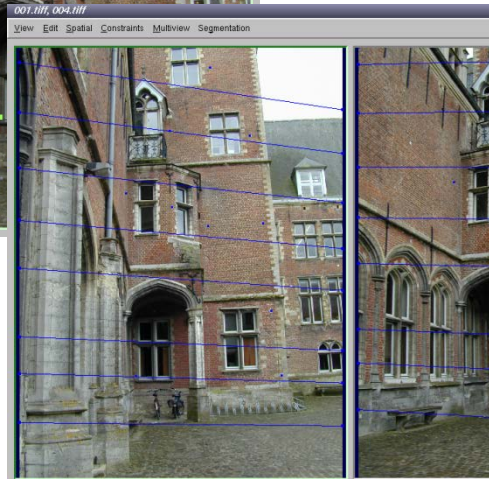 001.tiff, 004.tiff
View Edit Spatial Constraints Multiview Segmentation